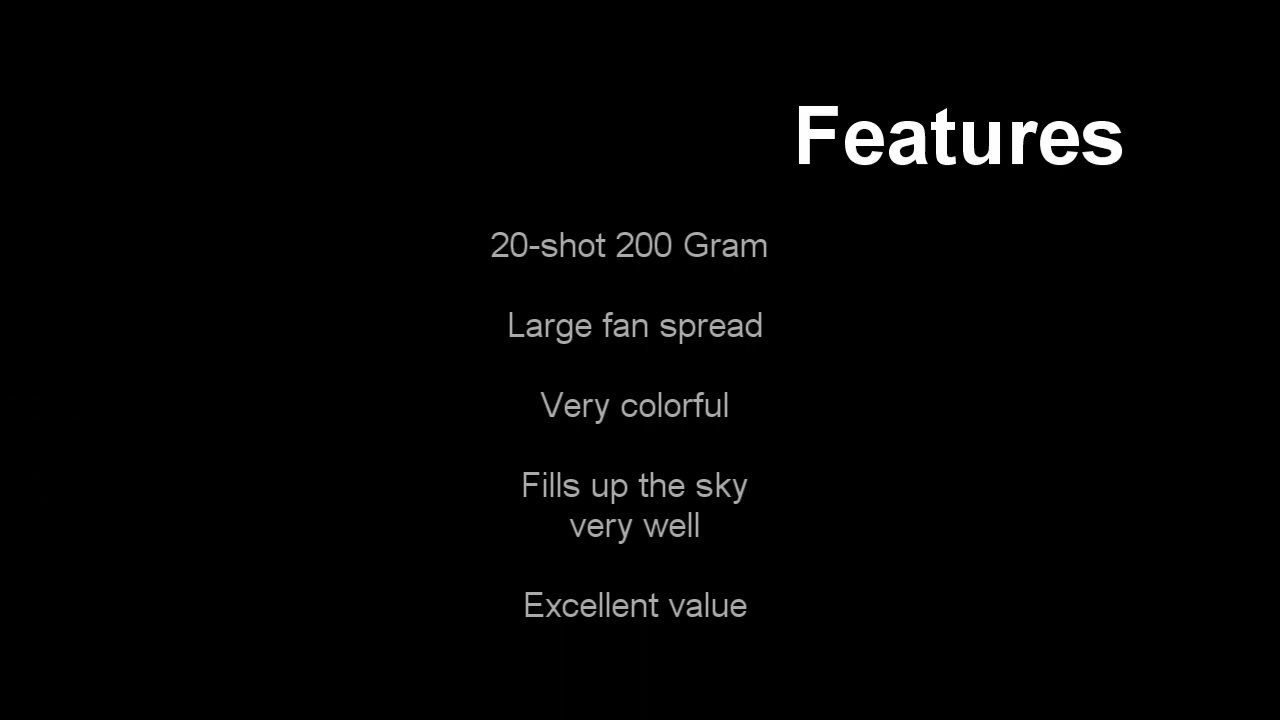 Features
20-shot 200 Gram
Large fan spread
Very colorful
Fills up the sky
very well
Excellent value